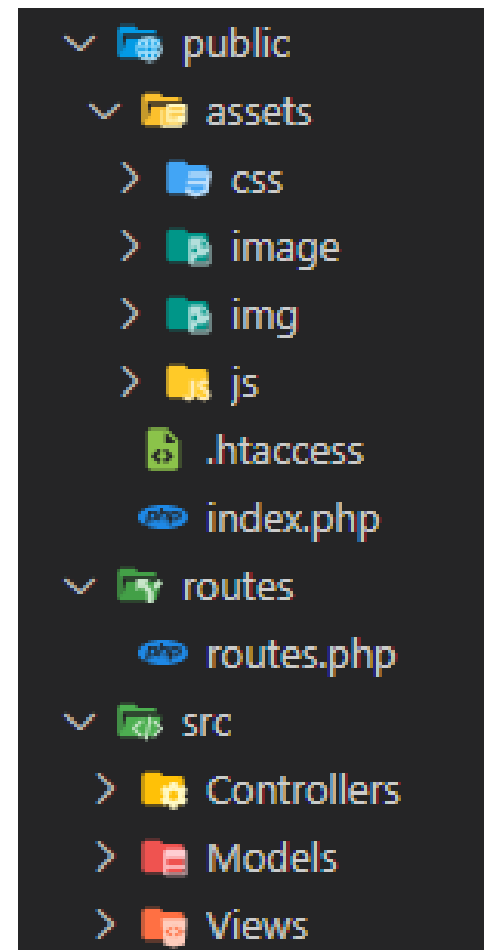 public
assets
css
image
img
js
.htaccess
index.php
routes
routes.php
src
Controllers
Models
Views